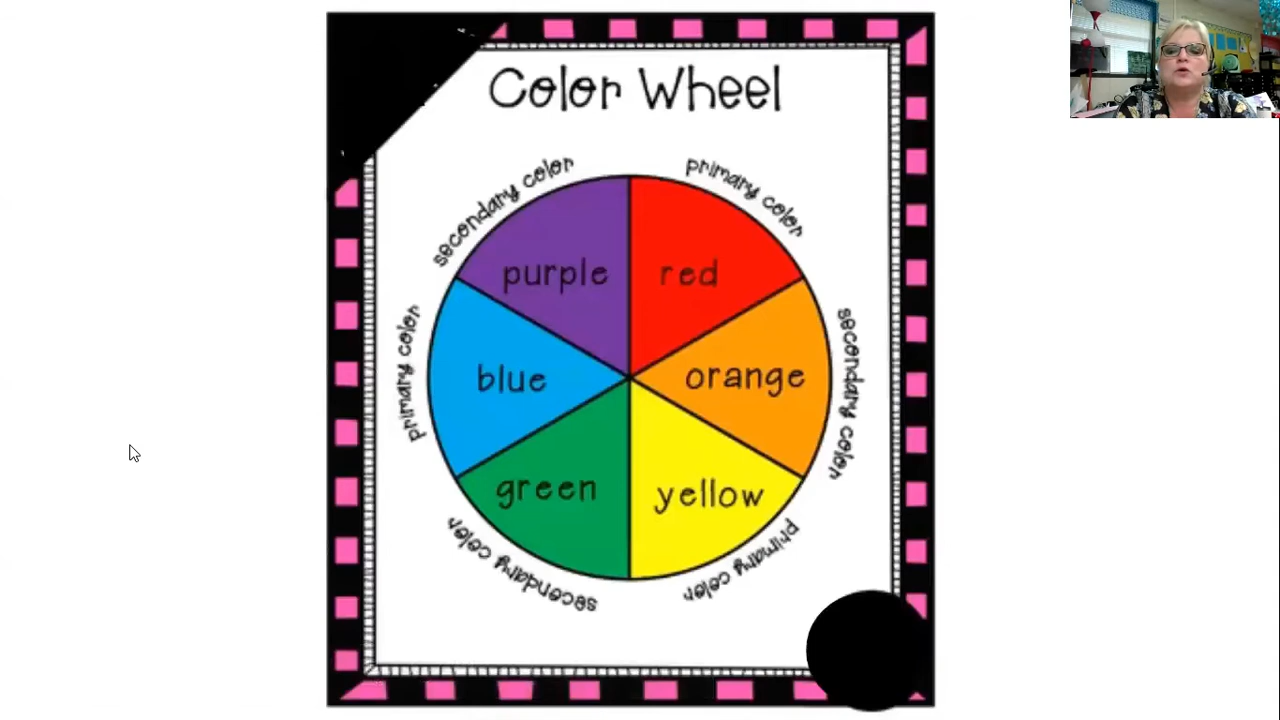 Color Wheel
secondary color
primary color
purple
red
primary color
blue
orange
secondary color
green
yellow
secondary color
primary color